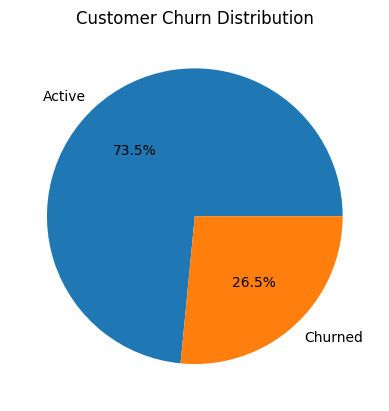 Customer Churn Distribution
Active
73.5%
26.5%
Churned